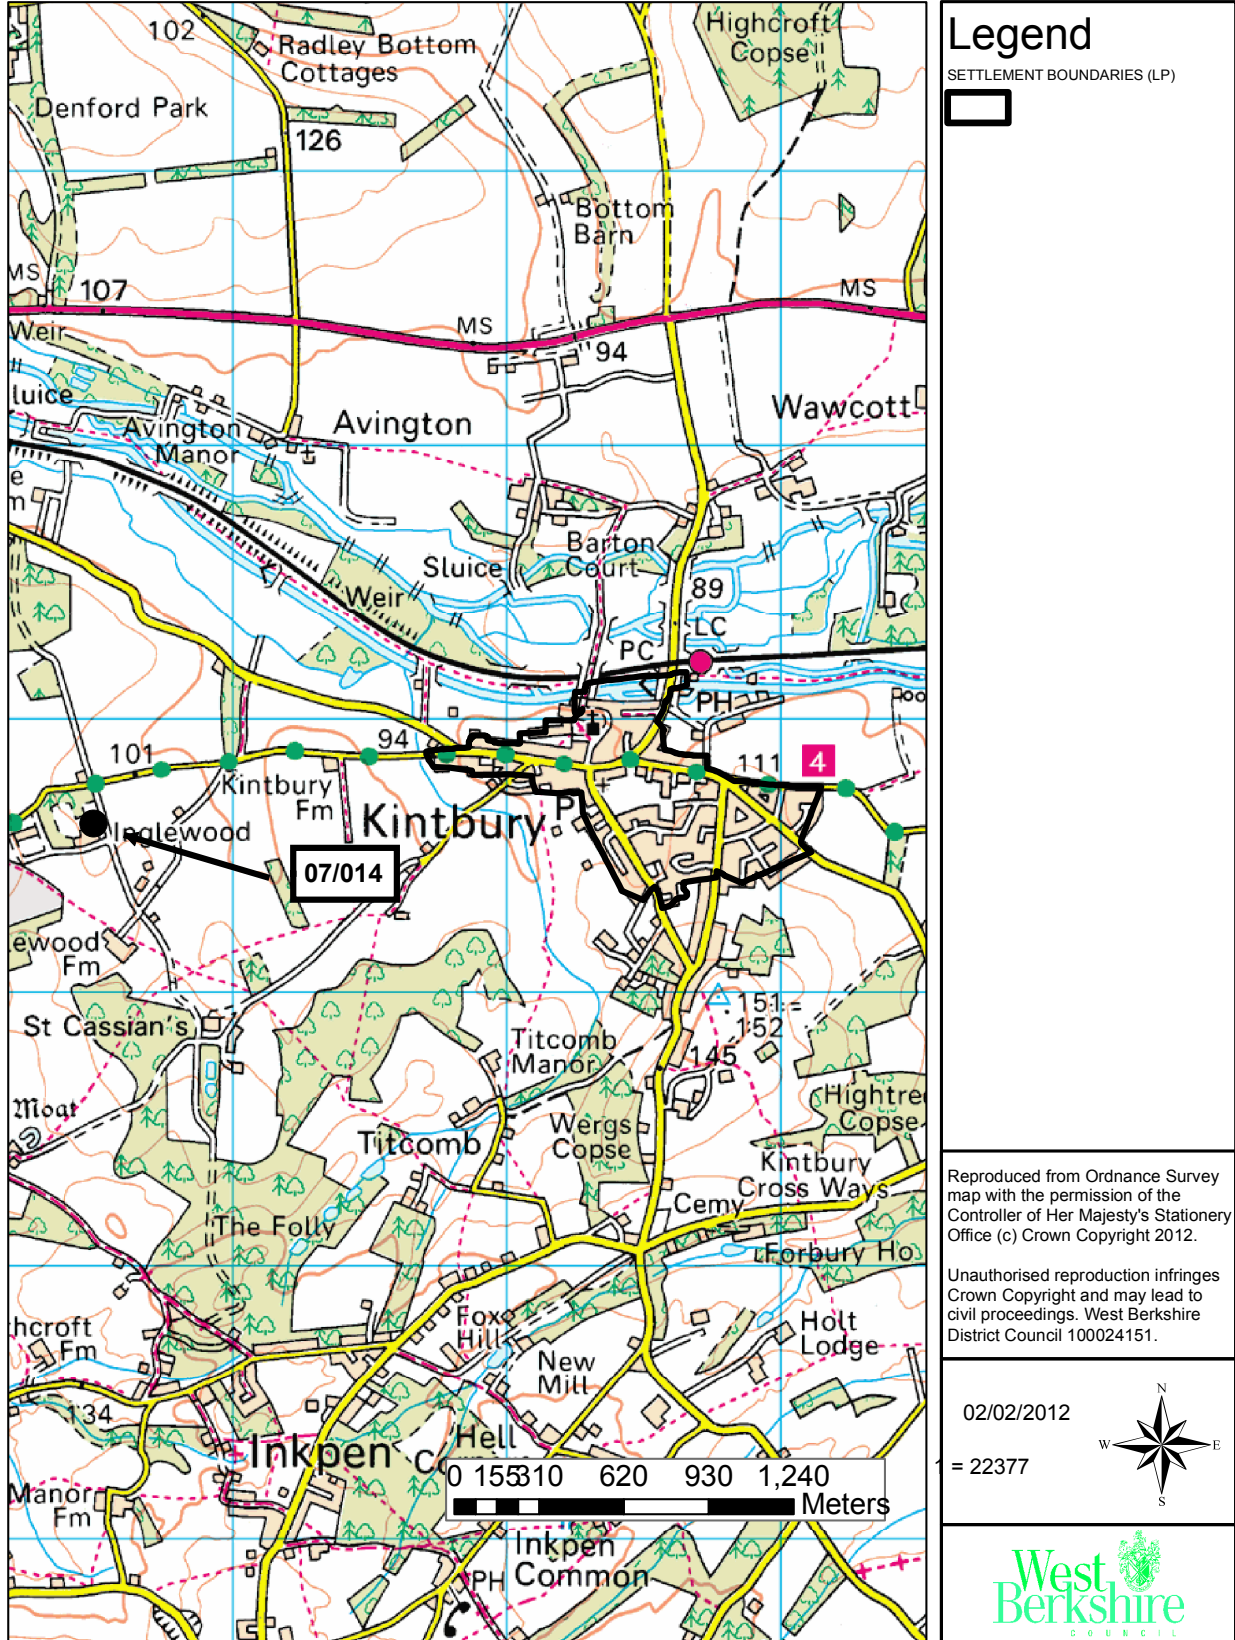 102
Radley Bottom
Cottages
Highcroft
Copse
Denford Park
126
Bottom
Barn
MS
107
MS
MS
Weir
94
luice
Avington
Wawcott
Avington
Manor
e
m
Sluice
Barton
Court
Weir
89
LC
PC
PH
101
94
111
4
Kintbury
Fm
Kintbury
P
Inglewood
07/014
ewood
Fm
St Cassian's
151
152
Titcomb
Manor
145
Moat
Hightre
Copse
Titcomb
Wergs
Copse
Kintbury
Cross Ways
Cemy
The Folly
Forbury Ho
hcroft
Fm
Fox
Hill
Holt
Lodge
New
Mill
134
Inkpen
Hell
Co
Manor
Fm
0 155310 620 930 1,240
Meters
Inkpen
Common
PH
Legend
SETTLEMENT BOUNDARIES (LP)
Reproduced from Ordnance Survey
map with the permission of the
Controller of Her Majesty's Stationery
Office (c) Crown Copyright 2012.
Unauthorised reproduction infringes
Crown Copyright and may lead to
civil proceedings. West Berkshire
District Council 100024151.
02/02/2012
N
W E
S
1 = 22377
West
Berkshire
COUNCIL